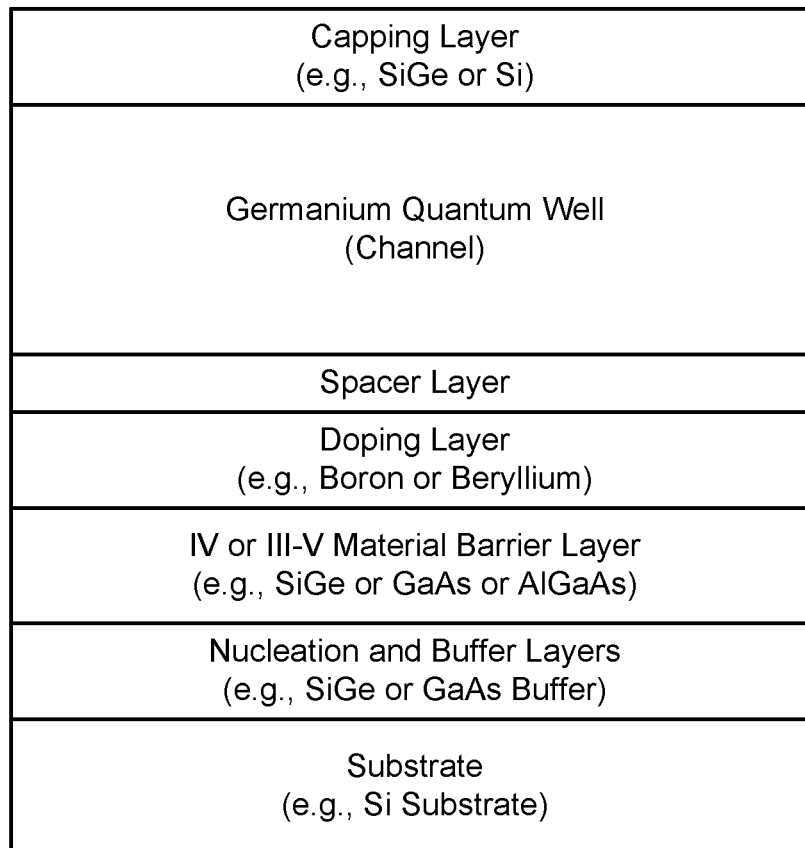 Capping Layer
(e.g., SiGe or Si)
Germanium Quantum Well
(Channel)
Spacer Layer
Doping Layer
(e.g., Boron or Beryllium)
IV or III-V Material Barrier Layer
(e.g., SiGe or GaAs or AlGaAs)
Nucleation and Buffer Layers
(e.g., SiGe or GaAs Buffer)
Substrate
(e.g., Si Substrate)